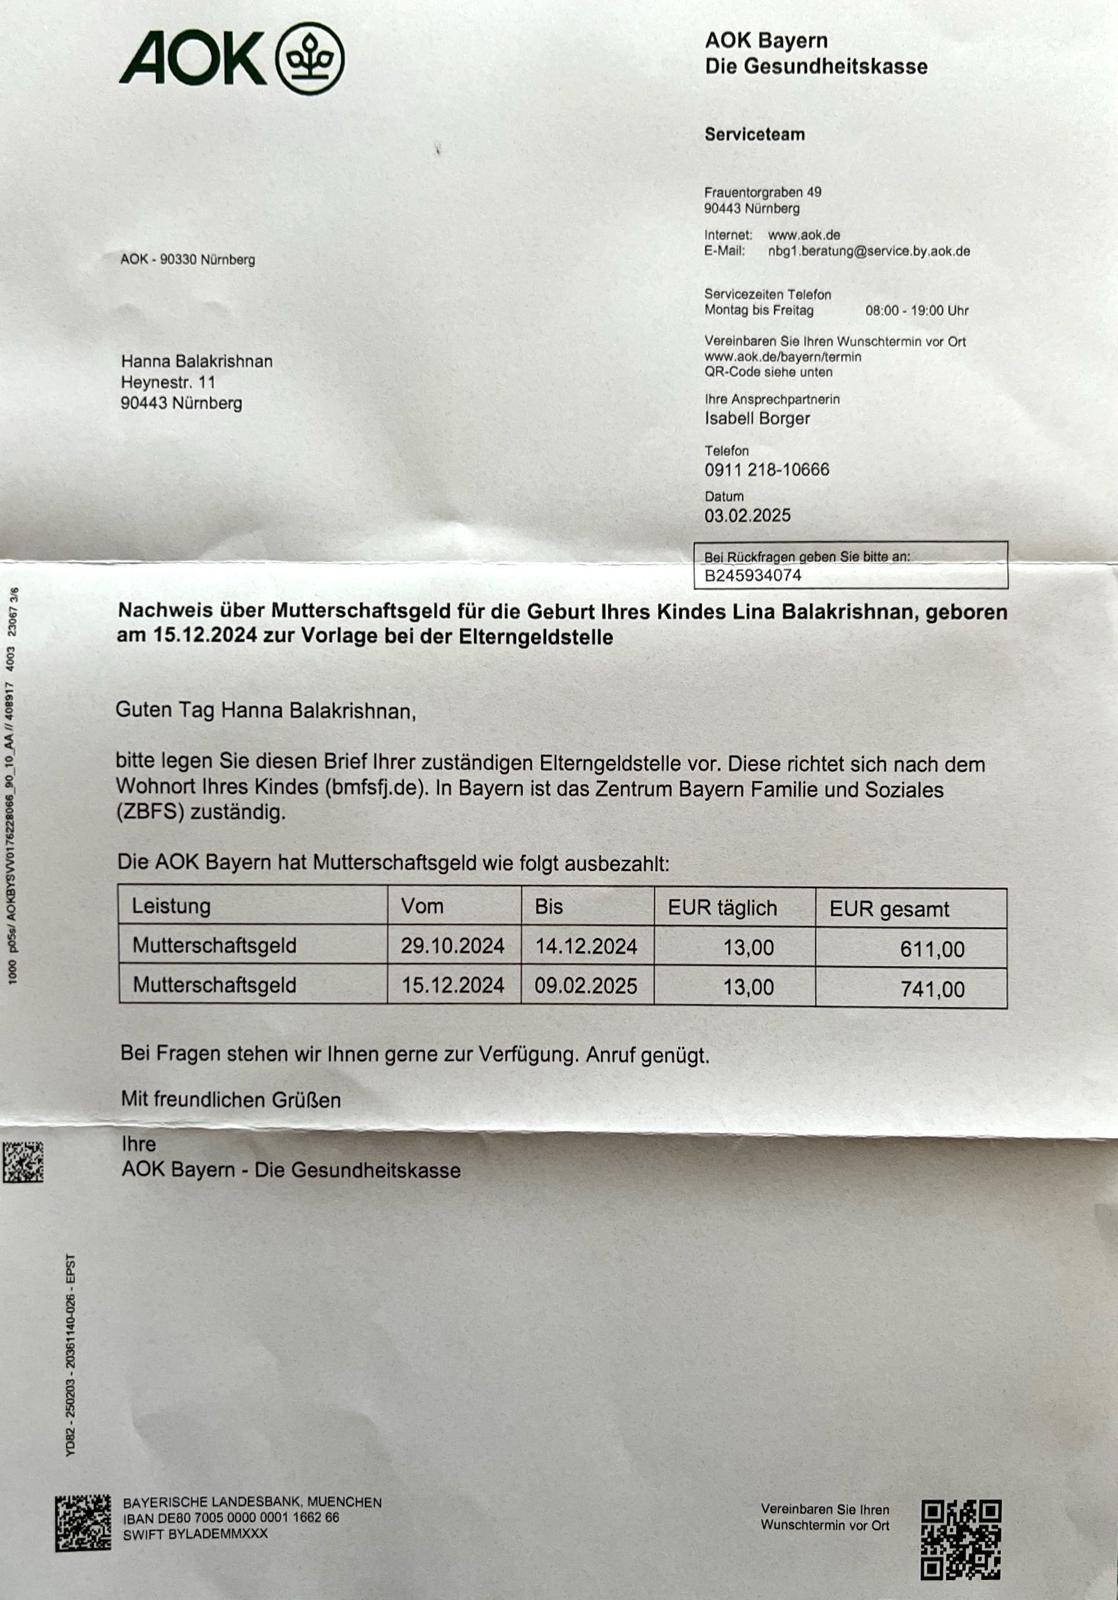 AOK
AOK Bayern
Die Gesundheitskasse
Serviceteam
Frauentorgraben 49
90443 Nürnberg
Internet: www.aok.de
E-Mail: nbg1.beratung@service.by.aok.de
AOK - 90330 Nürnberg
Servicezeiten Telefon
Montag bis Freitag 08:00 - 19:00 Uhr
Vereinbaren Sie Ihren Wunschtermin vor Ort
www.aok.de/bayern/termin
QR-Code siehe unten
Hanna Balakrishnan
Heynestr. 11
90443 Nürnberg
Ihre Ansprechpartnerin
Isabell Borger
Telefon
0911 218-10666
Datum
03.02.2025
Bei Rückfragen geben Sie bitte an:
B245934074
Nachweis über Mutterschaftsgeld für die Geburt Ihres Kindes Lina Balakrishnan, geboren
am 15.12.2024 zur Vorlage bei der Elterngeldstelle
Guten Tag Hanna Balakrishnan,
bitte legen Sie diesen Brief Ihrer zuständigen Elterngeldstelle vor. Diese richtet sich nach dem
Wohnort Ihres Kindes (bmfsfj.de). In Bayern ist das Zentrum Bayern Familie und Soziales
(ZBFS) zuständig.
Die AOK Bayern hat Mutterschaftsgeld wie folgt ausbezahlt:
Leistung Vom Bis EUR täglich EUR gesamt
Mutterschaftsgeld 29.10.2024 14.12.2024 13,00 611,00
Mutterschaftsgeld 15.12.2024 09.02.2025 13,00 741,00
Bei Fragen stehen wir Ihnen gerne zur Verfügung. Anruf genügt.
Mit freundlichen Grüßen
Ihre
AOK Bayern - Die Gesundheitskasse
1000 p05s/ AOKBYSVV0176228066_90_10_AA // 408917 4003 23067 3/6
YD82 - 250203 - 20361140-026 - EPST
BAYERISCHE LANDESBANK, MUENCHEN
IBAN DE80 7005 0000 0001 1662 66
SWIFT BYLADEMMXXX
Vereinbaren Sie Ihren
Wunschtermin vor Ort